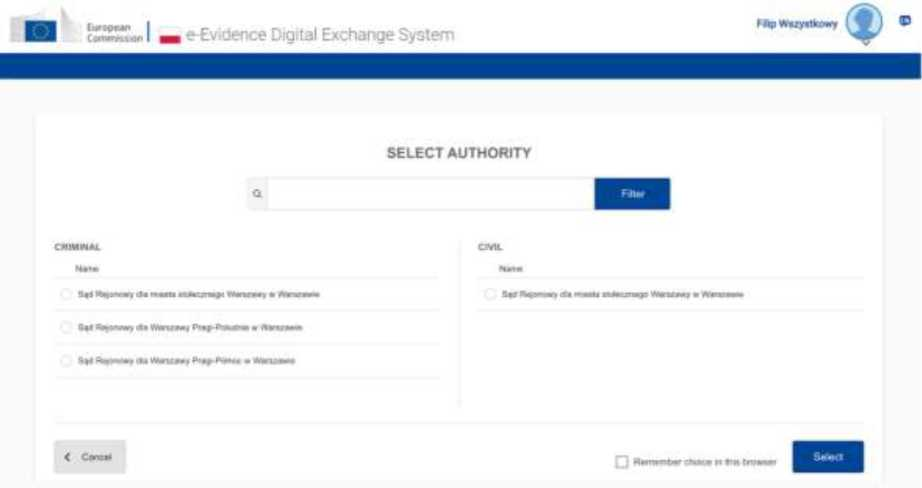 European
Commission
e-Evidence Digital Exchange System
Filip Wszystkowy
EN
SELECT AUTHORITY
Filter
CRIMINAL
CIVIL
Name
Name
Sąd Rejonowy dla miasta stołecznego Warszawy w Warszawie
Sąd Rejonowy dla miasta stołecznego Warszawy w Warszawie
Sąd Rejonowy dla Warszawy Pragi-Południe w Warszawie
Sąd Rejonowy dla Warszawy Pragi-Północ w Warszawie
Cancel
Remember choice in this browser
Select